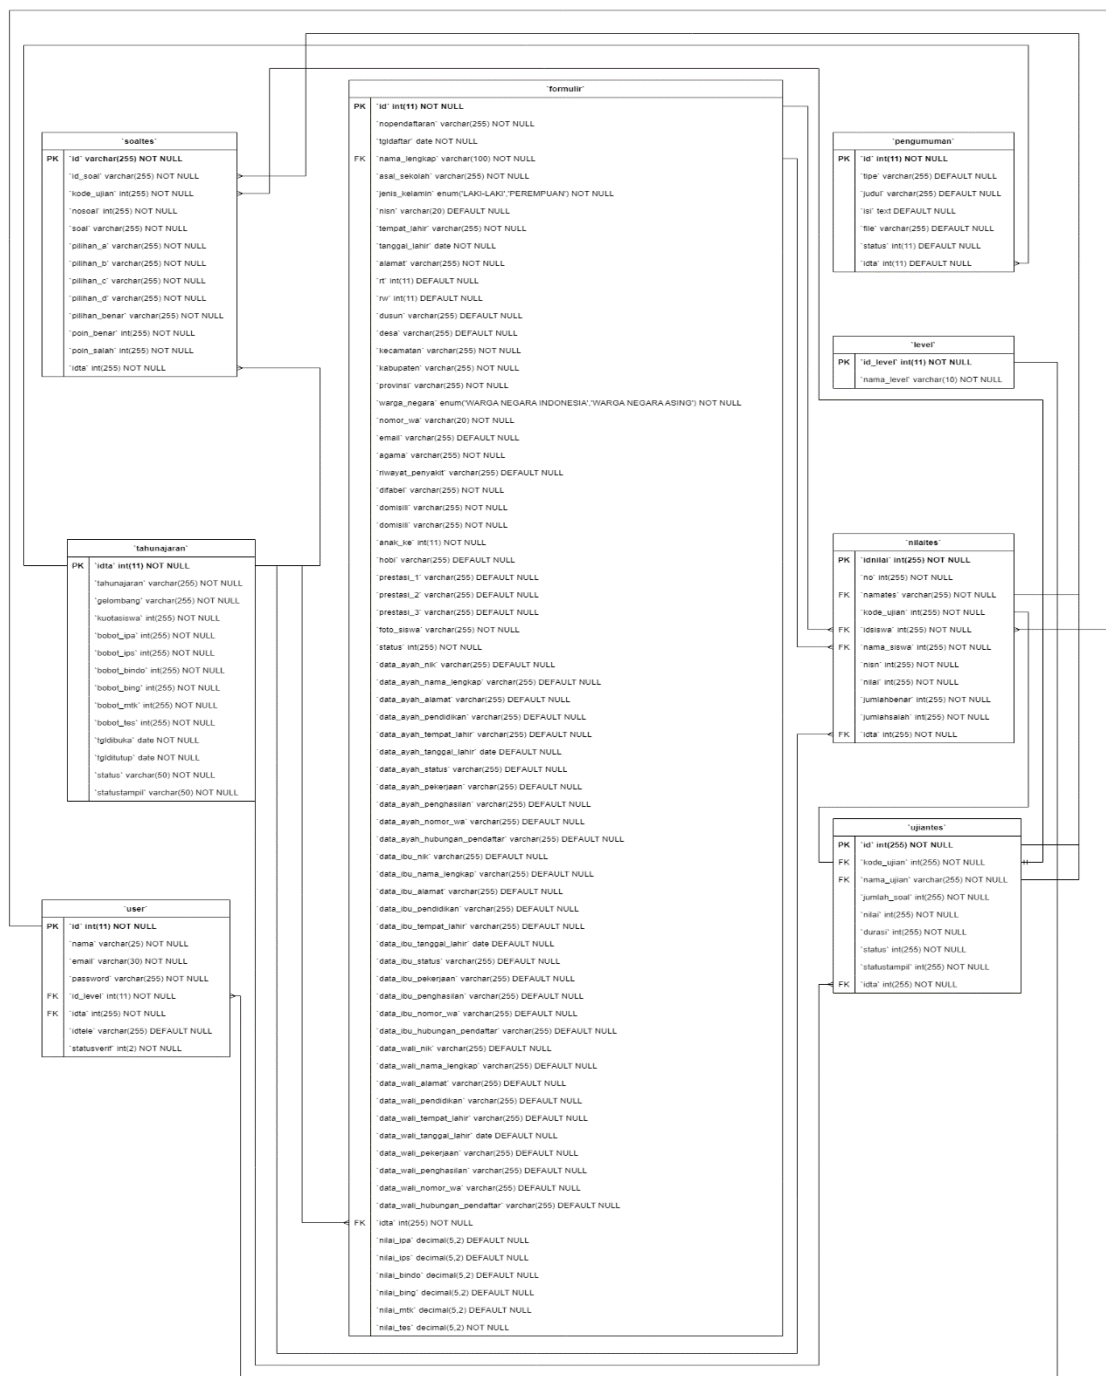 `formulir`
PK `id` int(11) NOT NULL
`nopendaftaran` varchar(255) NOT NULL
`tgldaftar` date NOT NULL
FK `nama_lengkap` varchar(100) NOT NULL
`asal_sekolah` varchar(255) NOT NULL
`jenis_kelamin` enum('LAKI-LAKI','PEREMPUAN') NOT NULL
`nisn` varchar(20) DEFAULT NULL
`tempat_lahir` varchar(255) NOT NULL
`tanggal_lahir` date NOT NULL
`alamat` varchar(255) NOT NULL
`rt` int(11) DEFAULT NULL
`rw` int(11) DEFAULT NULL
`dusun` varchar(255) DEFAULT NULL
`desa` varchar(255) DEFAULT NULL
`kecamatan` varchar(255) NOT NULL
`kabupaten` varchar(255) NOT NULL
`provinsi` varchar(255) NOT NULL
`warga_negara` enum('WARGA NEGARA INDONESIA','WARGA NEGARA ASING') NOT NULL
`nomor_wa` varchar(20) NOT NULL
`email` varchar(255) DEFAULT NULL
`agama` varchar(255) NOT NULL
`riwayat_penyakit` varchar(255) DEFAULT NULL
`difabel` varchar(255) NOT NULL
`domisili` varchar(255) NOT NULL
`domisili` varchar(255) NOT NULL
`anak_ke` int(11) NOT NULL
`hobi` varchar(255) DEFAULT NULL
`prestasi_1` varchar(255) DEFAULT NULL
`prestasi_2` varchar(255) DEFAULT NULL
`prestasi_3` varchar(255) DEFAULT NULL
`foto_siswa` varchar(255) NOT NULL
`status` int(255) NOT NULL
`data_ayah_nik` varchar(255) DEFAULT NULL
`data_ayah_nama_lengkap` varchar(255) DEFAULT NULL
`data_ayah_alamat` varchar(255) DEFAULT NULL
`data_ayah_pendidikan` varchar(255) DEFAULT NULL
`data_ayah_tempat_lahir` varchar(255) DEFAULT NULL
`data_ayah_tanggal_lahir` date DEFAULT NULL
`data_ayah_status` varchar(255) DEFAULT NULL
`data_ayah_pekerjaan` varchar(255) DEFAULT NULL
`data_ayah_penghasilan` varchar(255) DEFAULT NULL
`data_ayah_nomor_wa` varchar(255) DEFAULT NULL
`data_ayah_hubungan_pendaftar` varchar(255) DEFAULT NULL
`data_ibu_nik` varchar(255) DEFAULT NULL
`data_ibu_nama_lengkap` varchar(255) DEFAULT NULL
`data_ibu_alamat` varchar(255) DEFAULT NULL
`data_ibu_pendidikan` varchar(255) DEFAULT NULL
`data_ibu_tempat_lahir` varchar(255) DEFAULT NULL
`data_ibu_tanggal_lahir` date DEFAULT NULL
`data_ibu_status` varchar(255) DEFAULT NULL
`data_ibu_pekerjaan` varchar(255) DEFAULT NULL
`data_ibu_penghasilan` varchar(255) DEFAULT NULL
`data_ibu_nomor_wa` varchar(255) DEFAULT NULL
`data_ibu_hubungan_pendaftar` varchar(255) DEFAULT NULL
`data_wali_nik` varchar(255) DEFAULT NULL
`data_wali_nama_lengkap` varchar(255) DEFAULT NULL
`data_wali_alamat` varchar(255) DEFAULT NULL
`data_wali_pendidikan` varchar(255) DEFAULT NULL
`data_wali_tempat_lahir` varchar(255) DEFAULT NULL
`data_wali_tanggal_lahir` date DEFAULT NULL
`data_wali_pekerjaan` varchar(255) DEFAULT NULL
`data_wali_penghasilan` varchar(255) DEFAULT NULL
`data_wali_nomor_wa` varchar(255) DEFAULT NULL
`data_wali_hubungan_pendaftar` varchar(255) DEFAULT NULL
FK `idta` int(255) NOT NULL
`nilai_ipa` decimal(5,2) DEFAULT NULL
`nilai_ips` decimal(5,2) DEFAULT NULL
`nilai_bindo` decimal(5,2) DEFAULT NULL
`nilai_bing` decimal(5,2) DEFAULT NULL
`nilai_mtk` decimal(5,2) DEFAULT NULL
`nilai_tes` decimal(5,2) NOT NULL
`soaltes`
PK `id` varchar(255) NOT NULL
`id_soal` varchar(255) NOT NULL
`kode_ujian` int(255) NOT NULL
`nosoal` int(255) NOT NULL
`soal` varchar(255) NOT NULL
`pilihan_a` varchar(255) NOT NULL
`pilihan_b` varchar(255) NOT NULL
`pilihan_c` varchar(255) NOT NULL
`pilihan_d` varchar(255) NOT NULL
`pilihan_benar` varchar(255) NOT NULL
`poin_benar` int(255) NOT NULL
`poin_salah` int(255) NOT NULL
`idta` int(255) NOT NULL
`tahunajaran`
PK `idta` int(11) NOT NULL
`tahunajaran` varchar(255) NOT NULL
`gelombang` varchar(255) NOT NULL
`kuotasiswa` int(255) NOT NULL
`bobot_ipa` int(255) NOT NULL
`bobot_ips` int(255) NOT NULL
`bobot_bindo` int(255) NOT NULL
`bobot_bing` int(255) NOT NULL
`bobot_mtk` int(255) NOT NULL
`bobot_tes` int(255) NOT NULL
`tgldibuka` date NOT NULL
`tglditutup` date NOT NULL
`status` varchar(50) NOT NULL
`statustampil` varchar(50) NOT NULL
`user`
PK `id` int(11) NOT NULL
`nama` varchar(25) NOT NULL
`email` varchar(30) NOT NULL
`password` varchar(255) NOT NULL
FK `id_level` int(11) NOT NULL
FK `idta` int(255) NOT NULL
`idtele` varchar(255) DEFAULT NULL
`statusverif` int(2) NOT NULL
`pengumuman`
PK `id` int(11) NOT NULL
`tipe` varchar(255) DEFAULT NULL
`judul` varchar(255) DEFAULT NULL
`isi` text DEFAULT NULL
`file` varchar(255) DEFAULT NULL
`status` int(11) DEFAULT NULL
`idta` int(11) DEFAULT NULL
`level`
PK `id_level` int(11) NOT NULL
`nama_level` varchar(10) NOT NULL
`nilaites`
PK `idnilai` int(255) NOT NULL
`no` int(255) NOT NULL
FK `namates` varchar(255) NOT NULL
`kode_ujian` int(255) NOT NULL
FK `idsiswa` int(255) NOT NULL
FK `nama_siswa` int(255) NOT NULL
`nisn` int(255) NOT NULL
`nilai` int(255) NOT NULL
`jumlahbenar` int(255) NOT NULL
`jumlahsalah` int(255) NOT NULL
FK `idta` int(255) NOT NULL
`ujiantes`
PK `id` int(255) NOT NULL
FK `kode_ujian` int(255) NOT NULL
FK `nama_ujian` varchar(255) NOT NULL
`jumlah_soal` int(255) NOT NULL
`nilai` int(255) NOT NULL
`durasi` int(255) NOT NULL
`status` int(255) NOT NULL
`statustampil` int(255) NOT NULL
FK `idta` int(255) NOT NULL